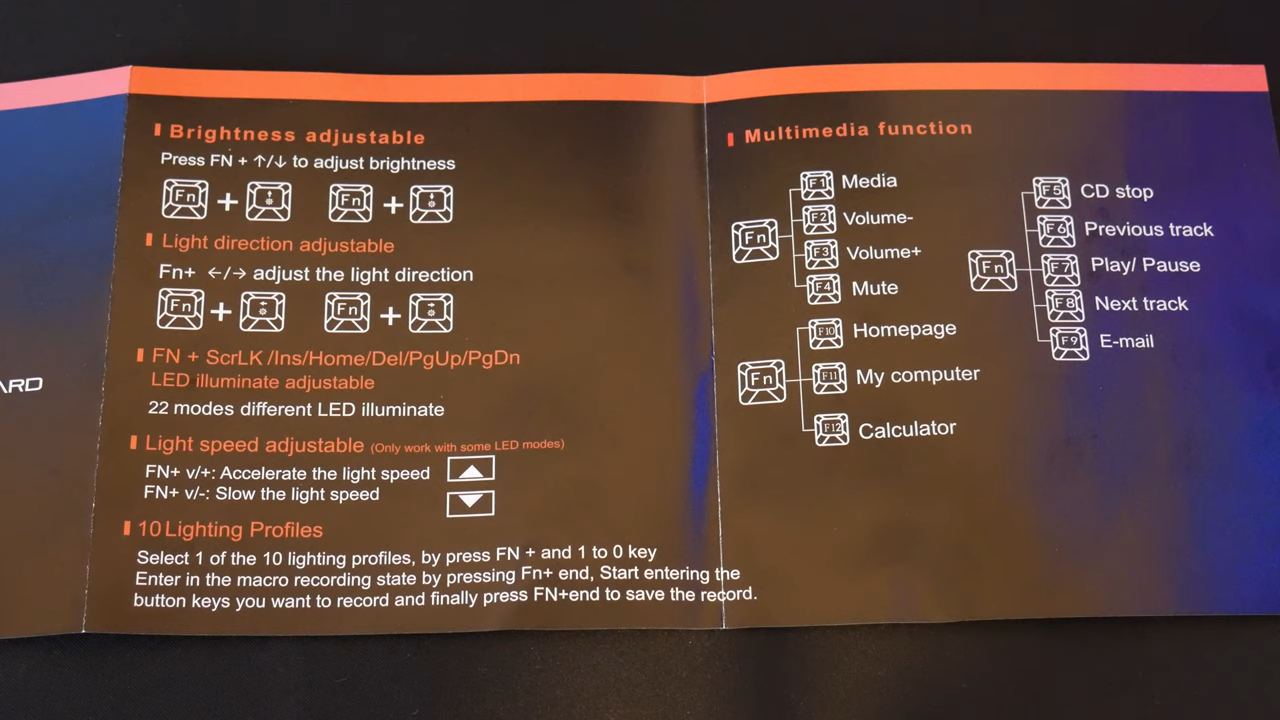 ARD
Brightness adjustable
Press FN + ↑/↓ to adjust brightness
Fn + Fn +
Light direction adjustable
Fn+ ←/→ adjust the light direction
Fn + Fn +
FN + ScrLK /Ins/Home/Del/PgUp/PgDn
LED illuminate adjustable
22 modes different LED illuminate
Light speed adjustable (Only work with some LED modes)
FN+ v/+: Accelerate the light speed
FN+ v/-: Slow the light speed
10 Lighting Profiles
Select 1 of the 10 lighting profiles, by press FN + and 1 to 0 key
Enter in the macro recording state by pressing Fn+ end, Start entering the
button keys you want to record and finally press FN+end to save the record.
Multimedia function
Fn
F1 Media
F2 Volume-
F3 Volume+
F4 Mute
Fn
F5 CD stop
F6 Previous track
F7 Play/ Pause
F8 Next track
F9 E-mail
Fn
F10 Homepage
F11 My computer
F12 Calculator